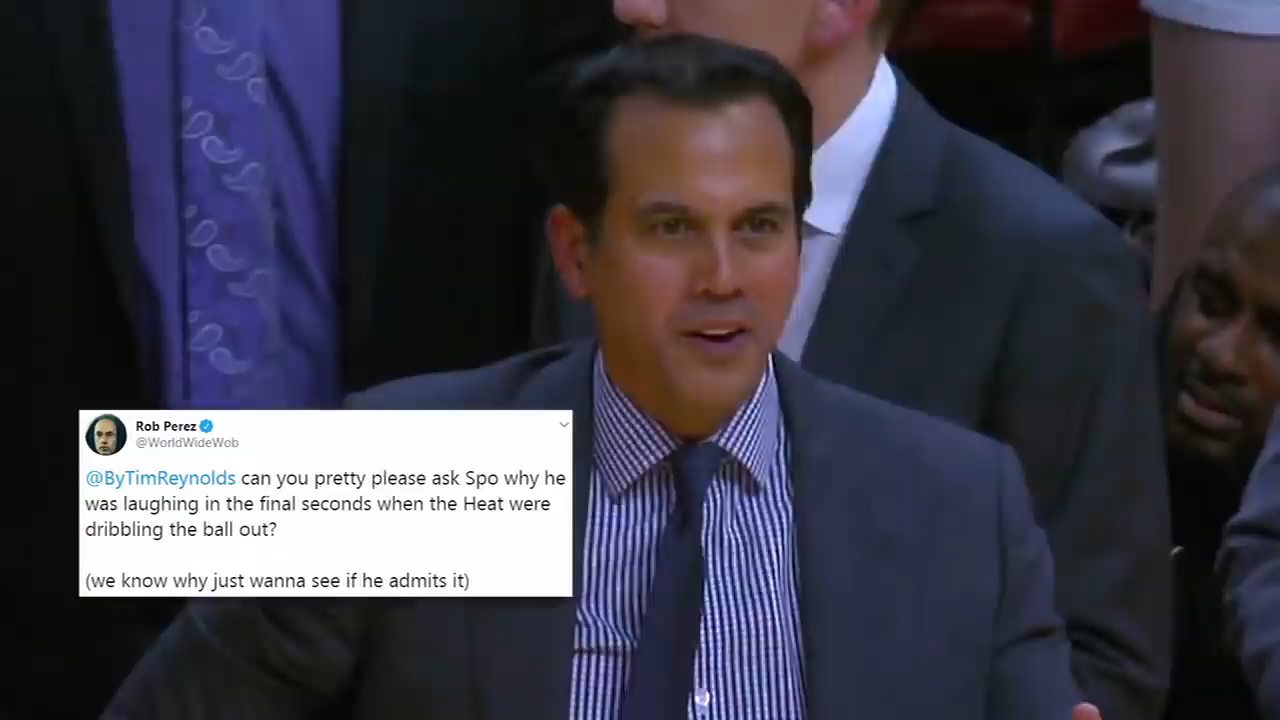 Rob Perez
@WorldWideWob
@ByTimReynolds can you pretty please ask Spo why he
was laughing in the final seconds when the Heat were
dribbling the ball out?
(we know why just wanna see if he admits it)